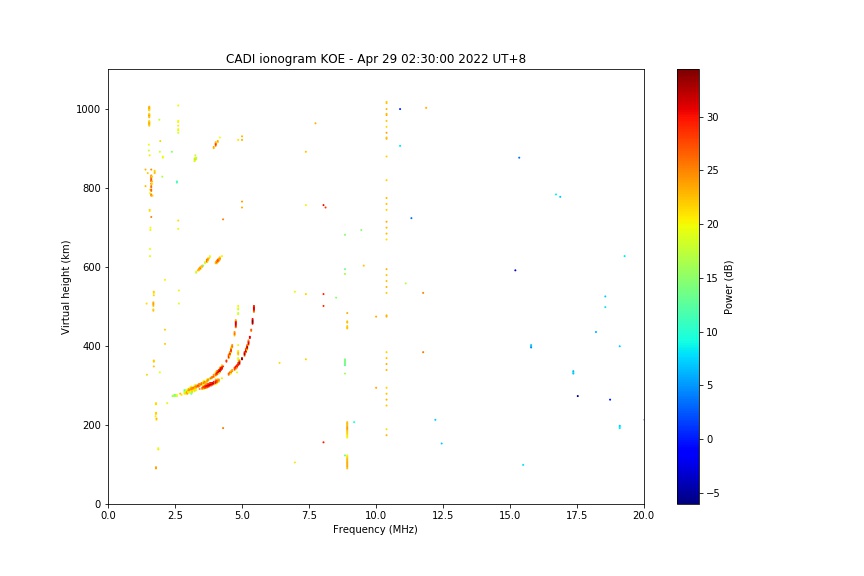 CADI ionogram KOE - Apr 29 02:30:00 2022 UT+8
1000
800
600
400
200
0
Virtual height (km)
0.0 2.5 5.0 7.5 10.0 12.5 15.0 17.5 20.0
Frequency (MHz)
30
25
20
15
10
5
0
−5
Power (dB)